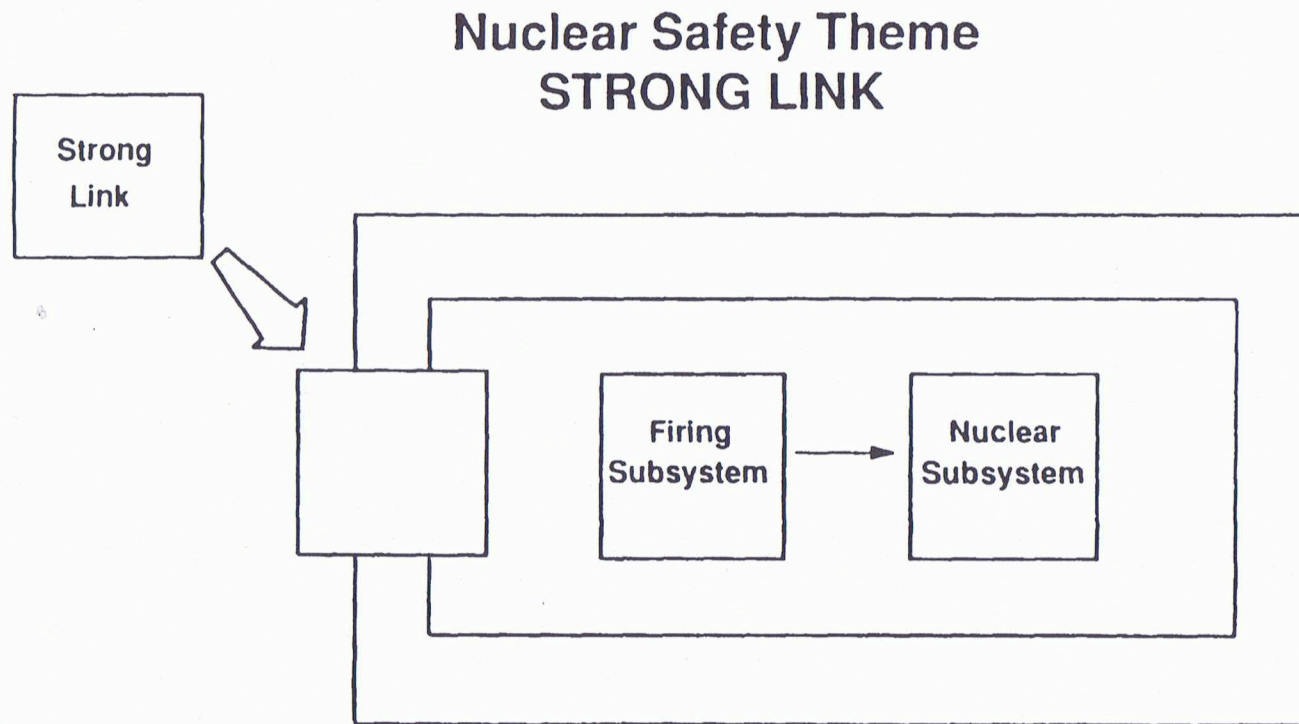 Nuclear Safety Theme
STRONG LINK
Strong
Link
Firing
Subsystem
Nuclear
Subsystem